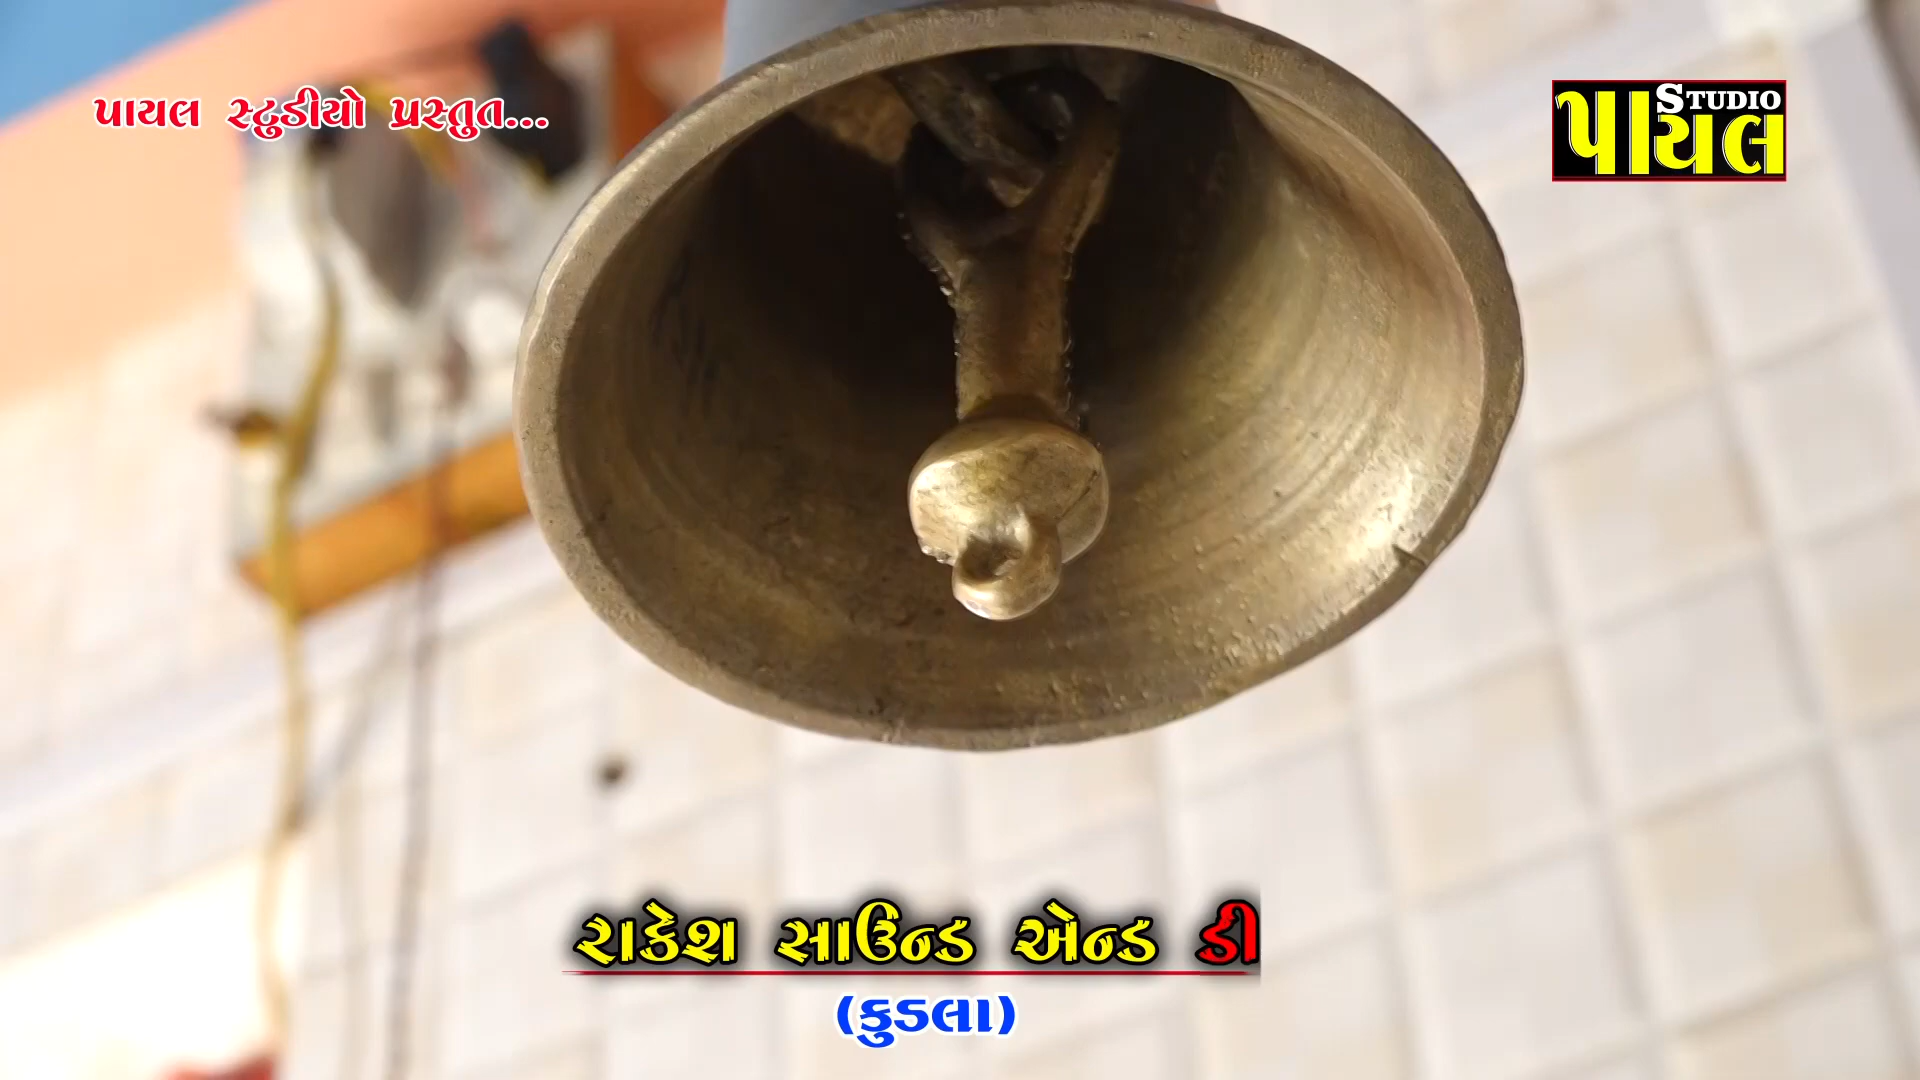 પાયલ સ્ટુડીયો પ્રસ્તુત...
STUDIO
પાયલ
રાકેશ સાઉન્ડ એન્ડ ડી
(કુડલા)